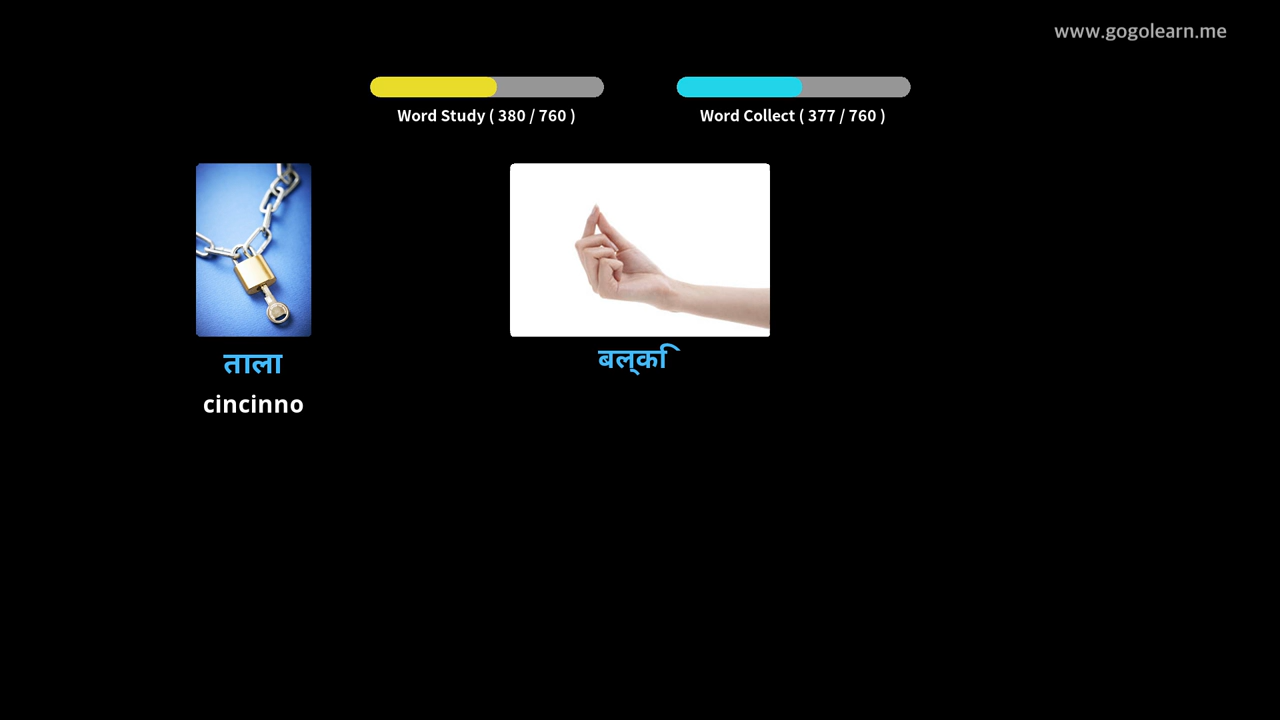 www.gogolearn.me
Word Study ( 380 / 760 )
Word Collect ( 377 / 760 )
ताला
बल्कि
cincinno